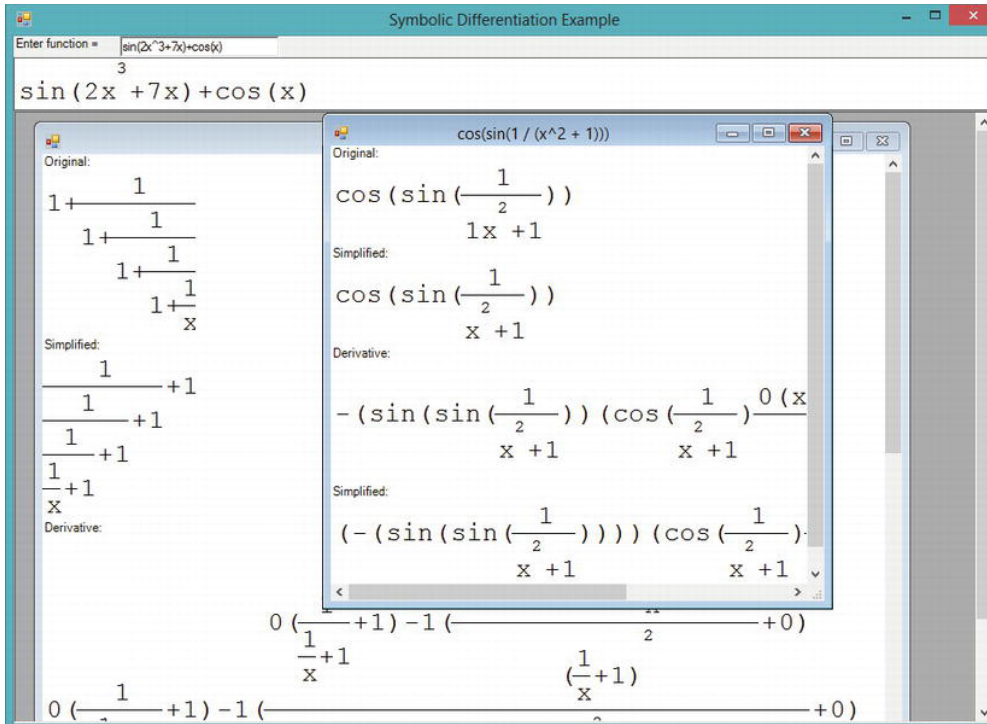 Symbolic Differentiation Example
Enter function = sin(2x^3+7x)+cos(x)
3
sin(2x +7x)+cos(x)
Original:
1
1+
1
1+
1
1+
1
1+
x
Simplified:
1
+1
1
+1
1
+1
1
+1
x
Derivative:
1
0(
+1)-1(
+0)
1
+1
x
2
1
(
+1)
x
1
0(
+1)-1(
+0)
cos(sin(1 / (x^2 + 1)))
Original:
1
cos(sin(
))
2
1x +1
Simplified:
1
cos(sin(
))
2
x +1
Derivative:
1
1
0(x
-(sin(sin(
))(cos(
)
2
2
x +1
x +1
Simplified:
1
1
(-(sin(sin(
))))(cos(
)
2
2
x +1
x +1